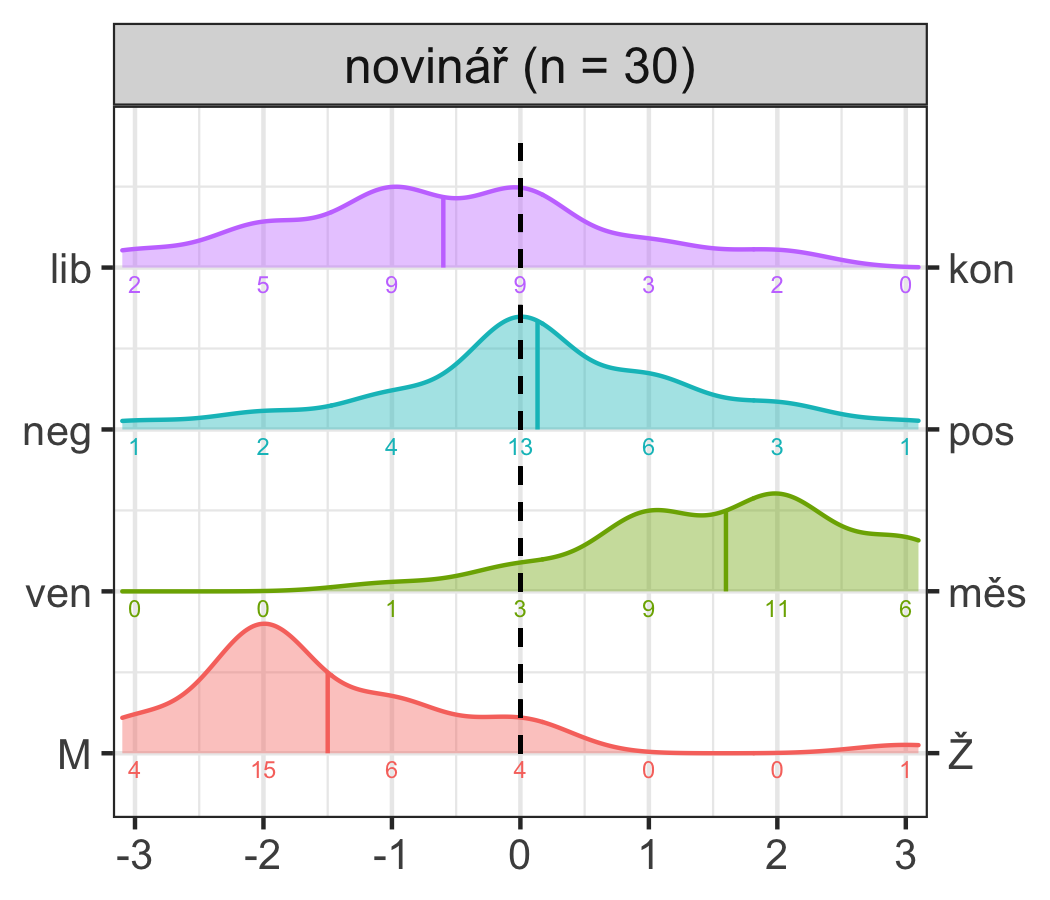 novinář (n = 30)
lib kon
2 5 9 9 3 2 0
neg pos
1 2 4 13 6 3 1
ven měs
0 0 1 3 9 11 6
M Ž
4 15 6 4 0 0 1
-3 -2 -1 0 1 2 3